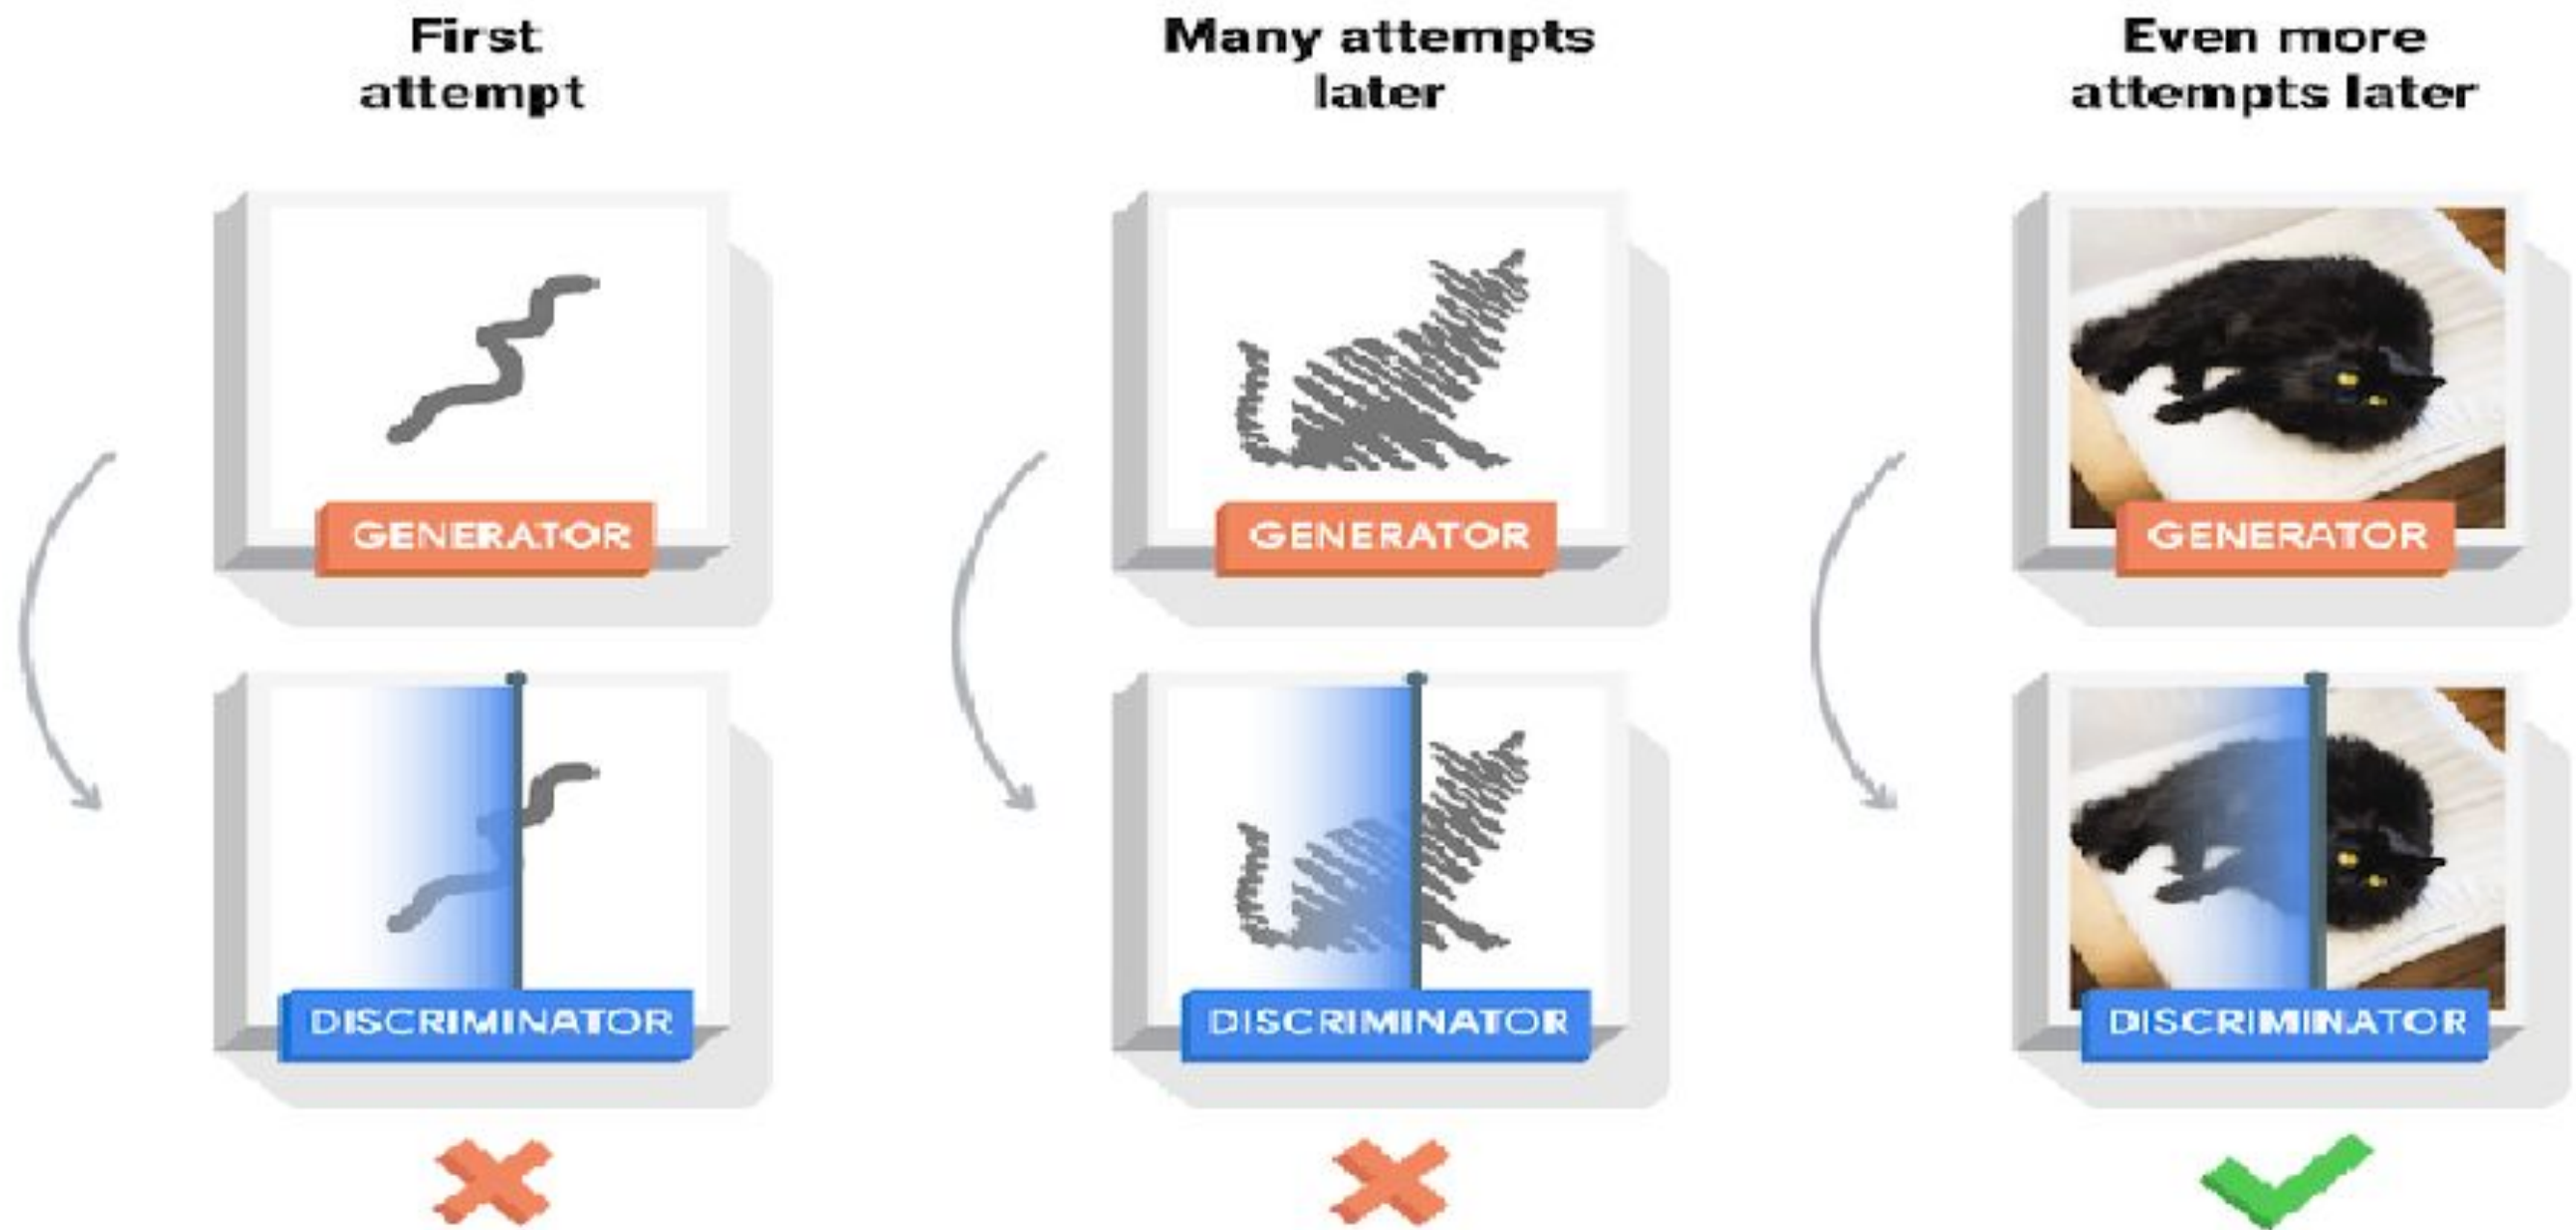 First
attempt
Many attempts
later
Even more
attempts later
GENERATOR
GENERATOR
GENERATOR
DISCRIMINATOR
DISCRIMINATOR
DISCRIMINATOR